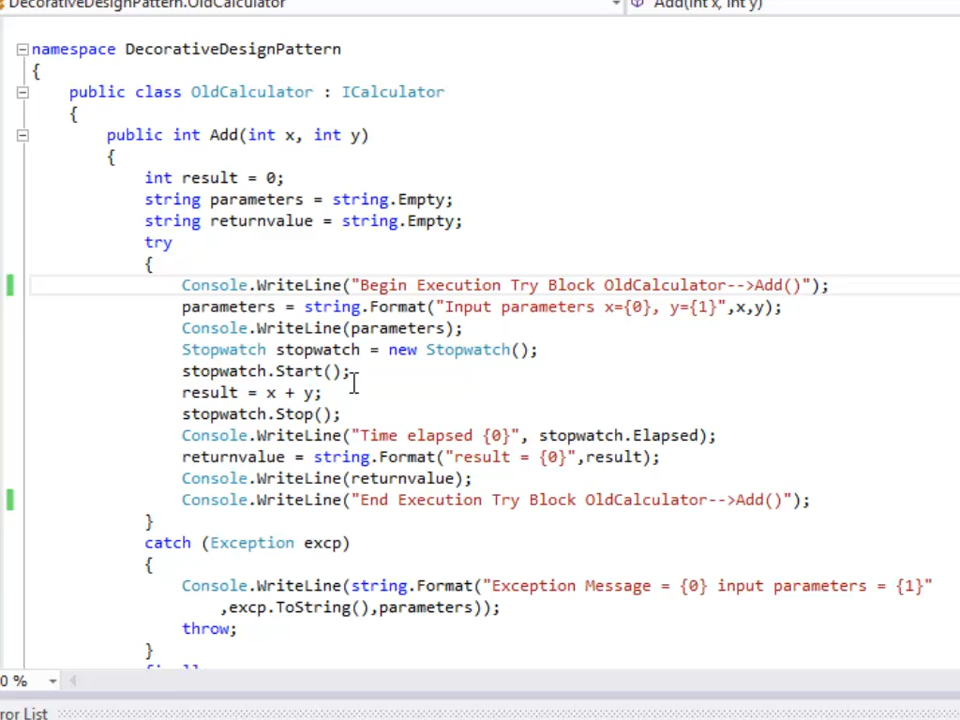 DecorativeDesignPattern.OldCalculator Add(int x, int y)
namespace DecorativeDesignPattern
{
public class OldCalculator : ICalculator
{
public int Add(int x, int y)
{
int result = 0;
string parameters = string.Empty;
string returnvalue = string.Empty;
try
{
Console.WriteLine("Begin Execution Try Block OldCalculator-->Add()");
parameters = string.Format("Input parameters x={0}, y={1}",x,y);
Console.WriteLine(parameters);
Stopwatch stopwatch = new Stopwatch();
stopwatch.Start();
result = x + y;
stopwatch.Stop();
Console.WriteLine("Time elapsed {0}", stopwatch.Elapsed);
returnvalue = string.Format("result = {0}",result);
Console.WriteLine(returnvalue);
Console.WriteLine("End Execution Try Block OldCalculator-->Add()");
}
catch (Exception excp)
{
Console.WriteLine(string.Format("Exception Message = {0} input parameters = {1}"
,excp.ToString(),parameters));
throw;
}
0 %
ror List